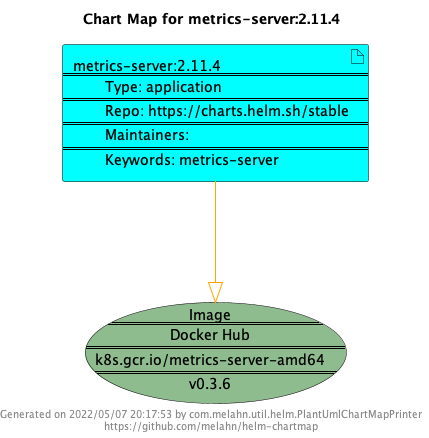 Chart Map for metrics-server:2.11.4
metrics-server:2.11.4
Type: application
Repo: https://charts.helm.sh/stable
Maintainers:
Keywords: metrics-server
Image
Docker Hub
k8s.gcr.io/metrics-server-amd64
v0.3.6
Generated on 2022/05/07 20:17:53 by com.melahn.util.helm.PlantUmlChartMapPrinter
https://github.com/melahn/helm-chartmap